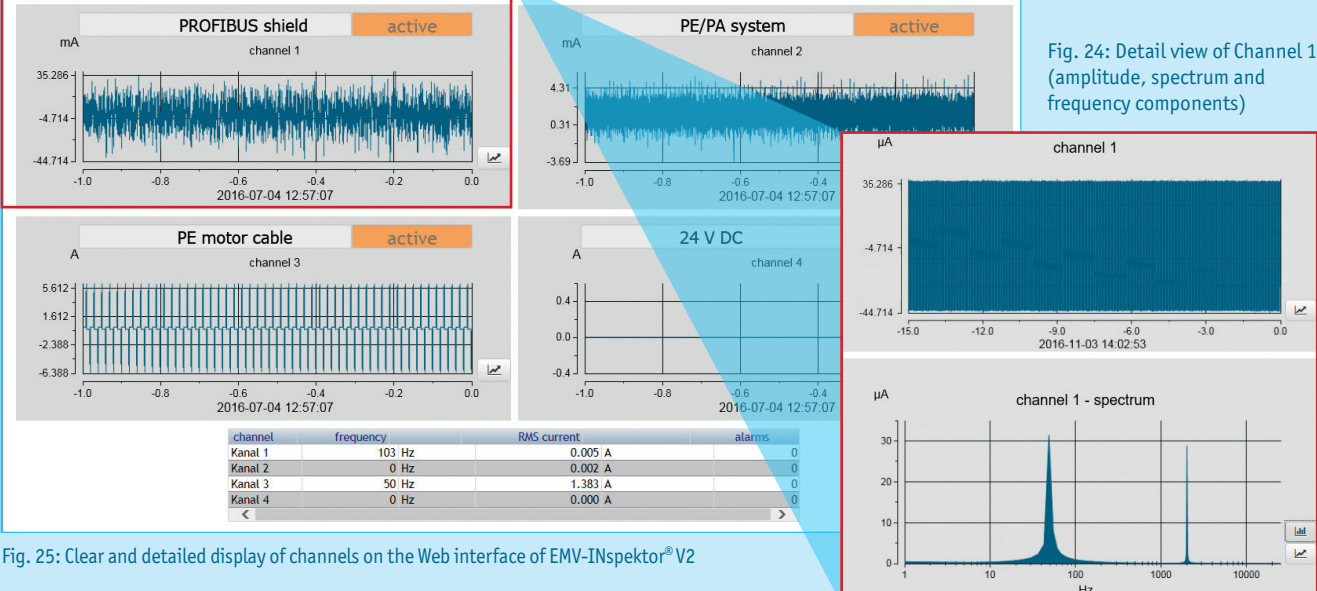 PROFIBUS shield active
mA
channel 1
35.286
-4.714
-44.714
-1.0 -0.8 -0.6 -0.4 -0.2 0.0
2016-07-04 12:57:07
PE/PA system active
mA
channel 2
4.31
0.31
-3.69
-1.0 -0.8 -0.6 -0.4
2016-07-04 12:57:07
PE motor cable active
A
channel 3
5.612
1.612
-2.388
-6.388
-1.0 -0.8 -0.6 -0.4 -0.2 0.0
2016-07-04 12:57:07
24 V DC
A
channel 4
0.4
0.0
-0.4
-1.0 -0.8 -0.6 -0.4
2016-07-04 12:57:07
channel frequency RMS current alarms
Kanal 1 103 Hz 0.005 A 0
Kanal 2 0 Hz 0.002 A 0
Kanal 3 50 Hz 1.383 A 0
Kanal 4 0 Hz 0.000 A 0
Fig. 25: Clear and detailed display of channels on the Web interface of EMV-INspektor® V2
Fig. 24: Detail view of Channel 1
(amplitude, spectrum and
frequency components)
µA
channel 1
35.286
-4.714
-44.714
-15.0 -12.0 -9.0 -6.0 -3.0 0.0
2016-11-03 14:02:53
µA
channel 1 - spectrum
30
20
10
0
1 10 100 1000 10000
Hz